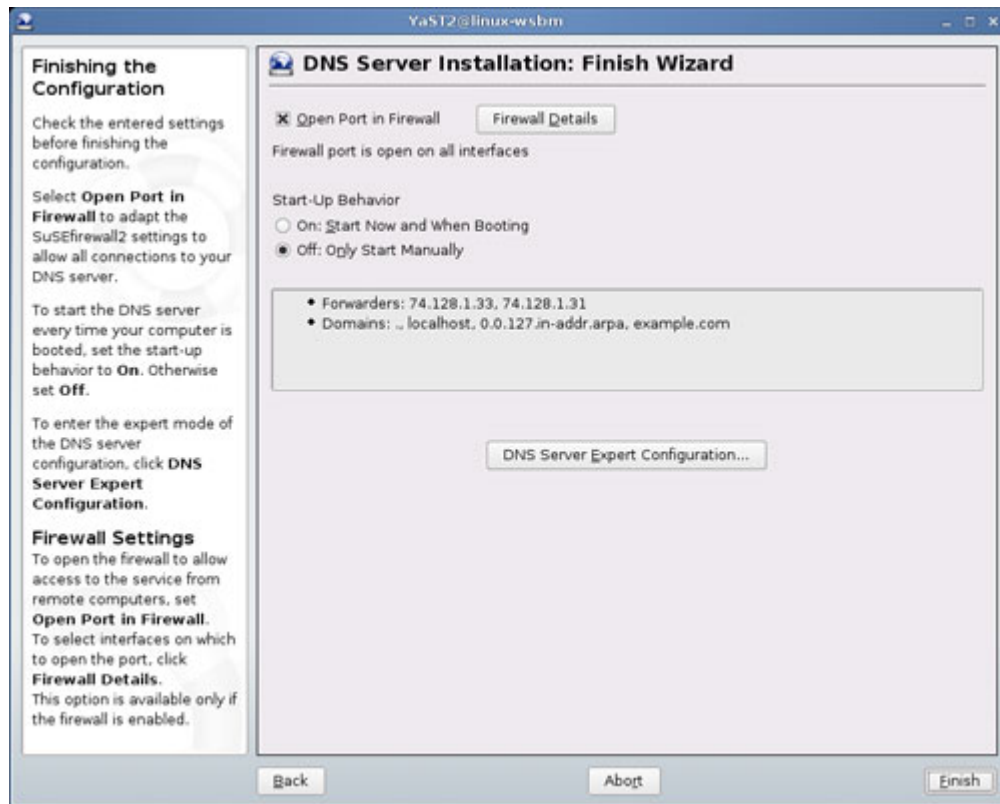 YaST2@linux-wsbm
Finishing the
Configuration
Check the entered settings
before finishing the
configuration.
Select Open Port in
Firewall to adapt the
SuSEfirewall2 settings to
allow all connections to your
DNS server.
To start the DNS server
every time your computer is
booted, set the start-up
behavior to On. Otherwise
set Off.
To enter the expert mode of
the DNS server
configuration, click DNS
Server Expert
Configuration.
Firewall Settings
To open the firewall to allow
access to the service from
remote computers, set
Open Port in Firewall.
To select interfaces on which
to open the port, click
Firewall Details.
This option is available only if
the firewall is enabled.
DNS Server Installation: Finish Wizard
Open Port in Firewall Firewall Details
Firewall port is open on all interfaces
Start-Up Behavior
On: Start Now and When Booting
Off: Only Start Manually
• Forwarders: 74.128.1.33, 74.128.1.31
• Domains: ., localhost, 0.0.127.in-addr.arpa, example.com
DNS Server Expert Configuration...
Back Abort Finish